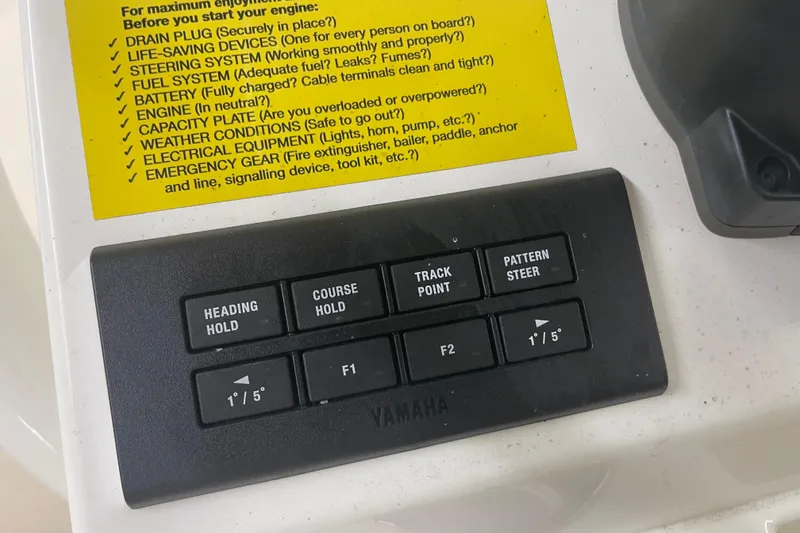 For maximum enjoyment
Before you start your engine:
✓ DRAIN PLUG (Securely in place?)
✓ LIFE-SAVING DEVICES (One for every person on board?)
✓ STEERING SYSTEM (Working smoothly and properly?)
✓ FUEL SYSTEM (Adequate fuel? Leaks? Fumes?)
✓ BATTERY (Fully charged? Cable terminals clean and tight?)
✓ ENGINE (In neutral?)
✓ CAPACITY PLATE (Are you overloaded or overpowered?)
✓ WEATHER CONDITIONS (Safe to go out?)
✓ ELECTRICAL EQUIPMENT (Lights, horn, pump, etc.?)
✓ EMERGENCY GEAR (Fire extinguisher, bailer, paddle, anchor
and line, signalling device, tool kit, etc.?)
HEADING
HOLD
COURSE
HOLD
TRACK
POINT
PATTERN
STEER
◀
1° / 5°
F1
F2
▶
1° / 5°
YAMAHA